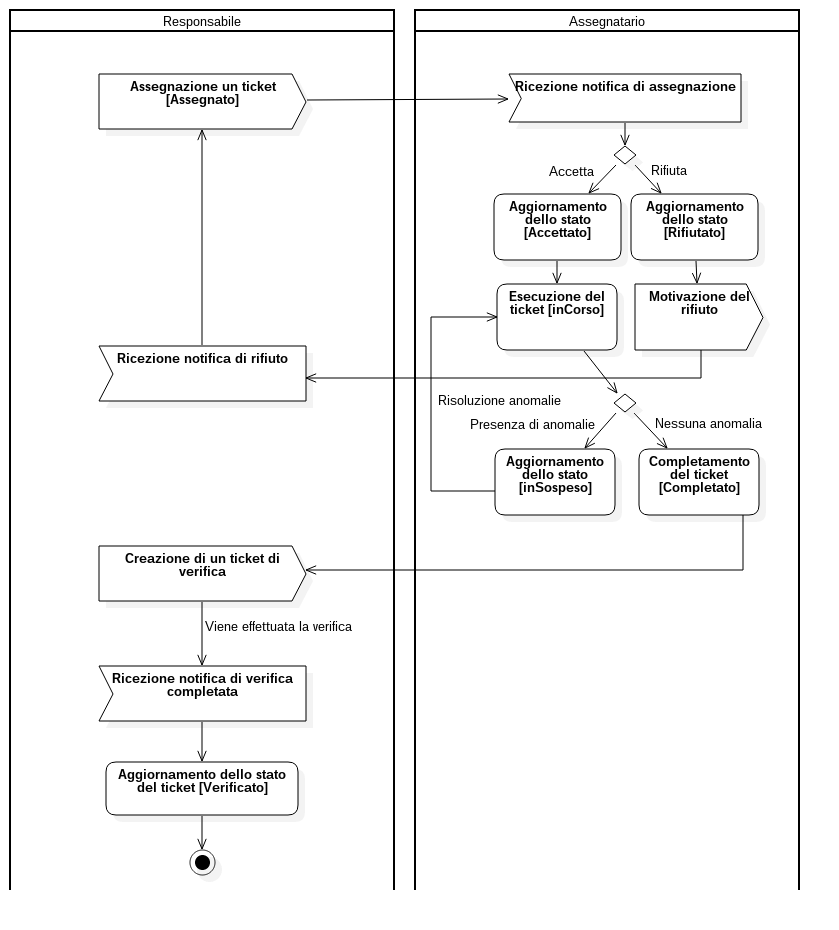 Responsabile
Assegnatario
Assegnazione un ticket
[Assegnato]
Ricezione notifica di assegnazione
Accetta
Rifiuta
Aggiornamento
dello stato
[Accettato]
Aggiornamento
dello stato
[Rifiutato]
Esecuzione del
ticket [inCorso]
Motivazione del
rifiuto
Ricezione notifica di rifiuto
Risoluzione anomalie
Presenza di anomalie
Nessuna anomalia
Aggiornamento
dello stato
[inSospeso]
Completamento
del ticket
[Completato]
Creazione di un ticket di
verifica
Viene effettuata la verifica
Ricezione notifica di verifica
completata
Aggiornamento dello stato
del ticket [Verificato]